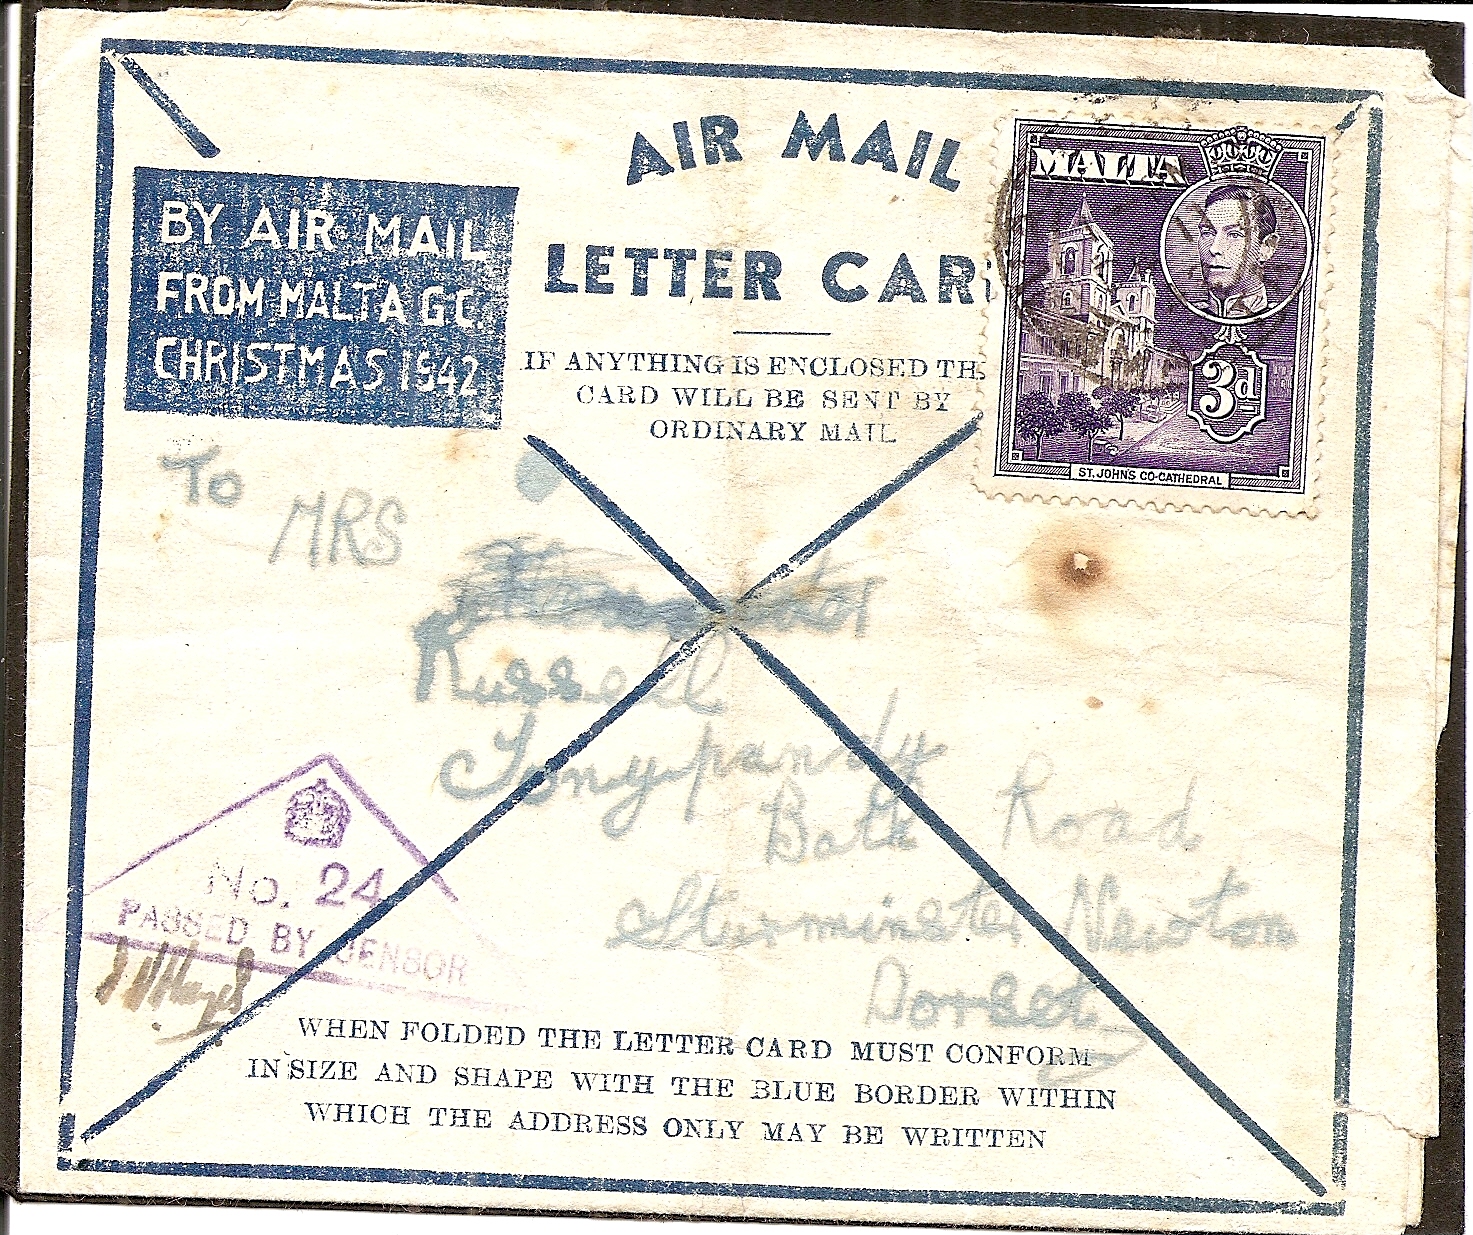 AIR MAIL
LETTER CAR
BY AIR MAIL
FROM MALTA G.C.
CHRISTMAS 1942
IF ANYTHING IS ENCLOSED THIS
CARD WILL BE SENT BY
ORDINARY MAIL
MALTA
3d
ST. JOHN'S CO-CATHEDRAL
To
MRS
Russell
Tonypandy
Bath Road
Sturminster Newton
Dorset
No. 24
PASSED BY CENSOR
WHEN FOLDED THE LETTER CARD MUST CONFORM
IN SIZE AND SHAPE WITH THE BLUE BORDER WITHIN
WHICH THE ADDRESS ONLY MAY BE WRITTEN